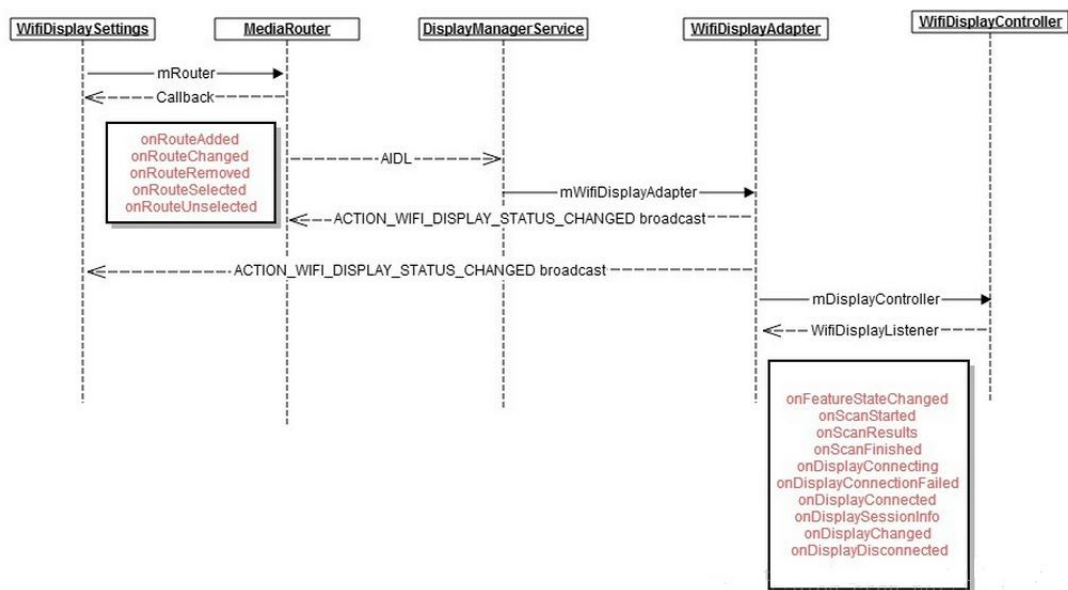 WifiDisplaySettings
MediaRouter
DisplayManagerService
WifiDisplayAdapter
WifiDisplayController
mRouter
Callback
onRouteAdded
onRouteChanged
onRouteRemoved
onRouteSelected
onRouteUnselected
AIDL
mWifiDisplayAdapter
ACTION_WIFI_DISPLAY_STATUS_CHANGED broadcast
ACTION_WIFI_DISPLAY_STATUS_CHANGED broadcast
mDisplayController
WifiDisplayListener
onFeatureStateChanged
onScanStarted
onScanResults
onScanFinished
onDisplayConnecting
onDisplayConnectionFailed
onDisplayConnected
onDisplaySessionInfo
onDisplayChanged
onDisplayDisconnected